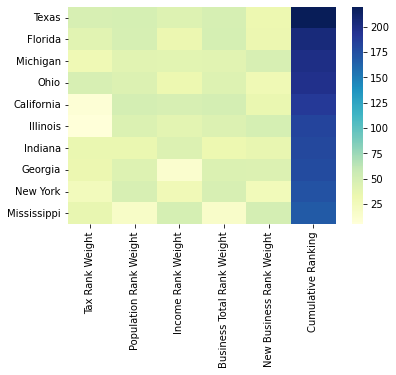 Texas
Florida
Michigan
Ohio
California
Illinois
Indiana
Georgia
New York
Mississippi
Tax Rank Weight
Population Rank Weight
Income Rank Weight
Business Total Rank Weight
New Business Rank Weight
Cumulative Ranking
200
175
150
125
100
75
50
25